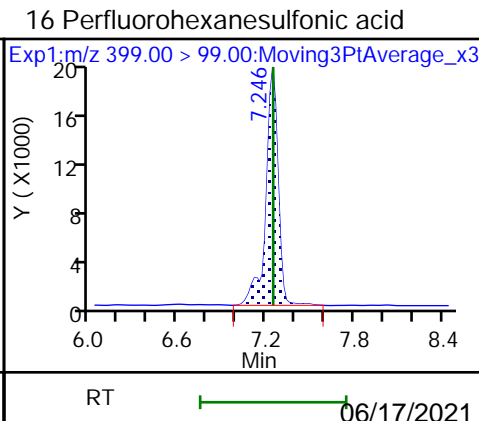 16 Perfluorohexanesulfonic acid
Exp1:m/z 399.00 > 99.00:Moving3PtAverage_x3
20
16
12
8
4
0
Y ( X1000)
7.246
6.0 6.6 7.2 7.8 8.4
Min
RT
06/17/2021